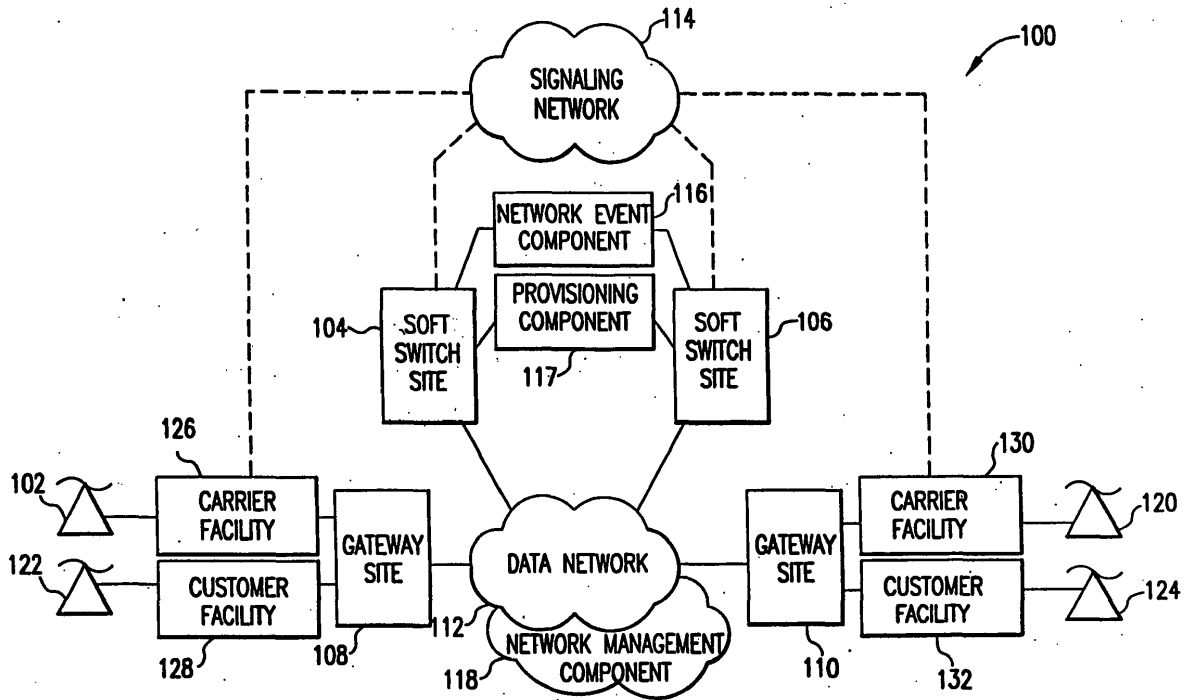 114
100
SIGNALING
NETWORK
116
NETWORK EVENT
COMPONENT
PROVISIONING
COMPONENT
117
104
SOFT
SWITCH
SITE
SOFT
SWITCH
SITE
106
126
130
102
CARRIER
FACILITY
GATEWAY
SITE
DATA NETWORK
GATEWAY
SITE
CARRIER
FACILITY
120
122
CUSTOMER
FACILITY
CUSTOMER
FACILITY
124
128
108
112
NETWORK MANAGEMENT
COMPONENT
118
110
132